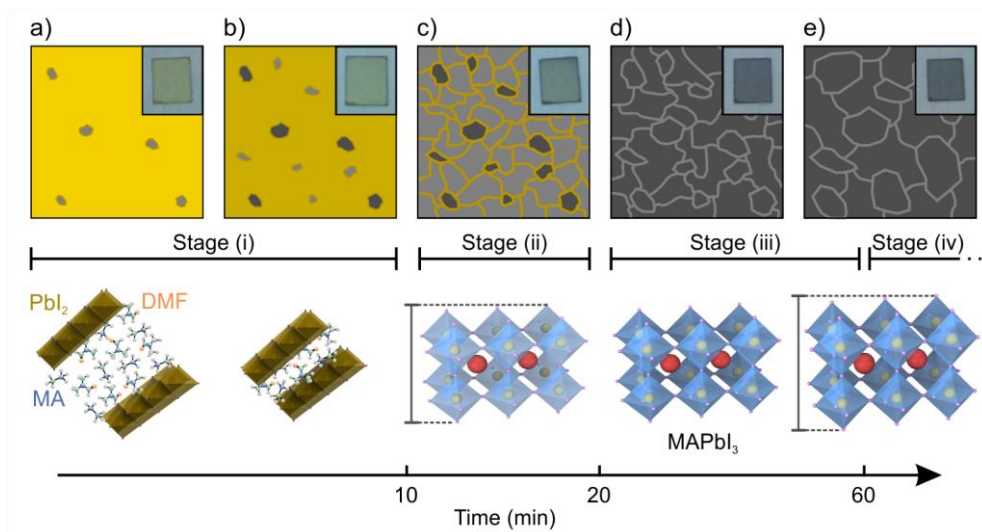 a) b) c) d) e)
Stage (i) Stage (ii) Stage (iii) Stage (iv)
PbI₂ DMF
MA
MAPbI₃
10 20 60
Time (min)